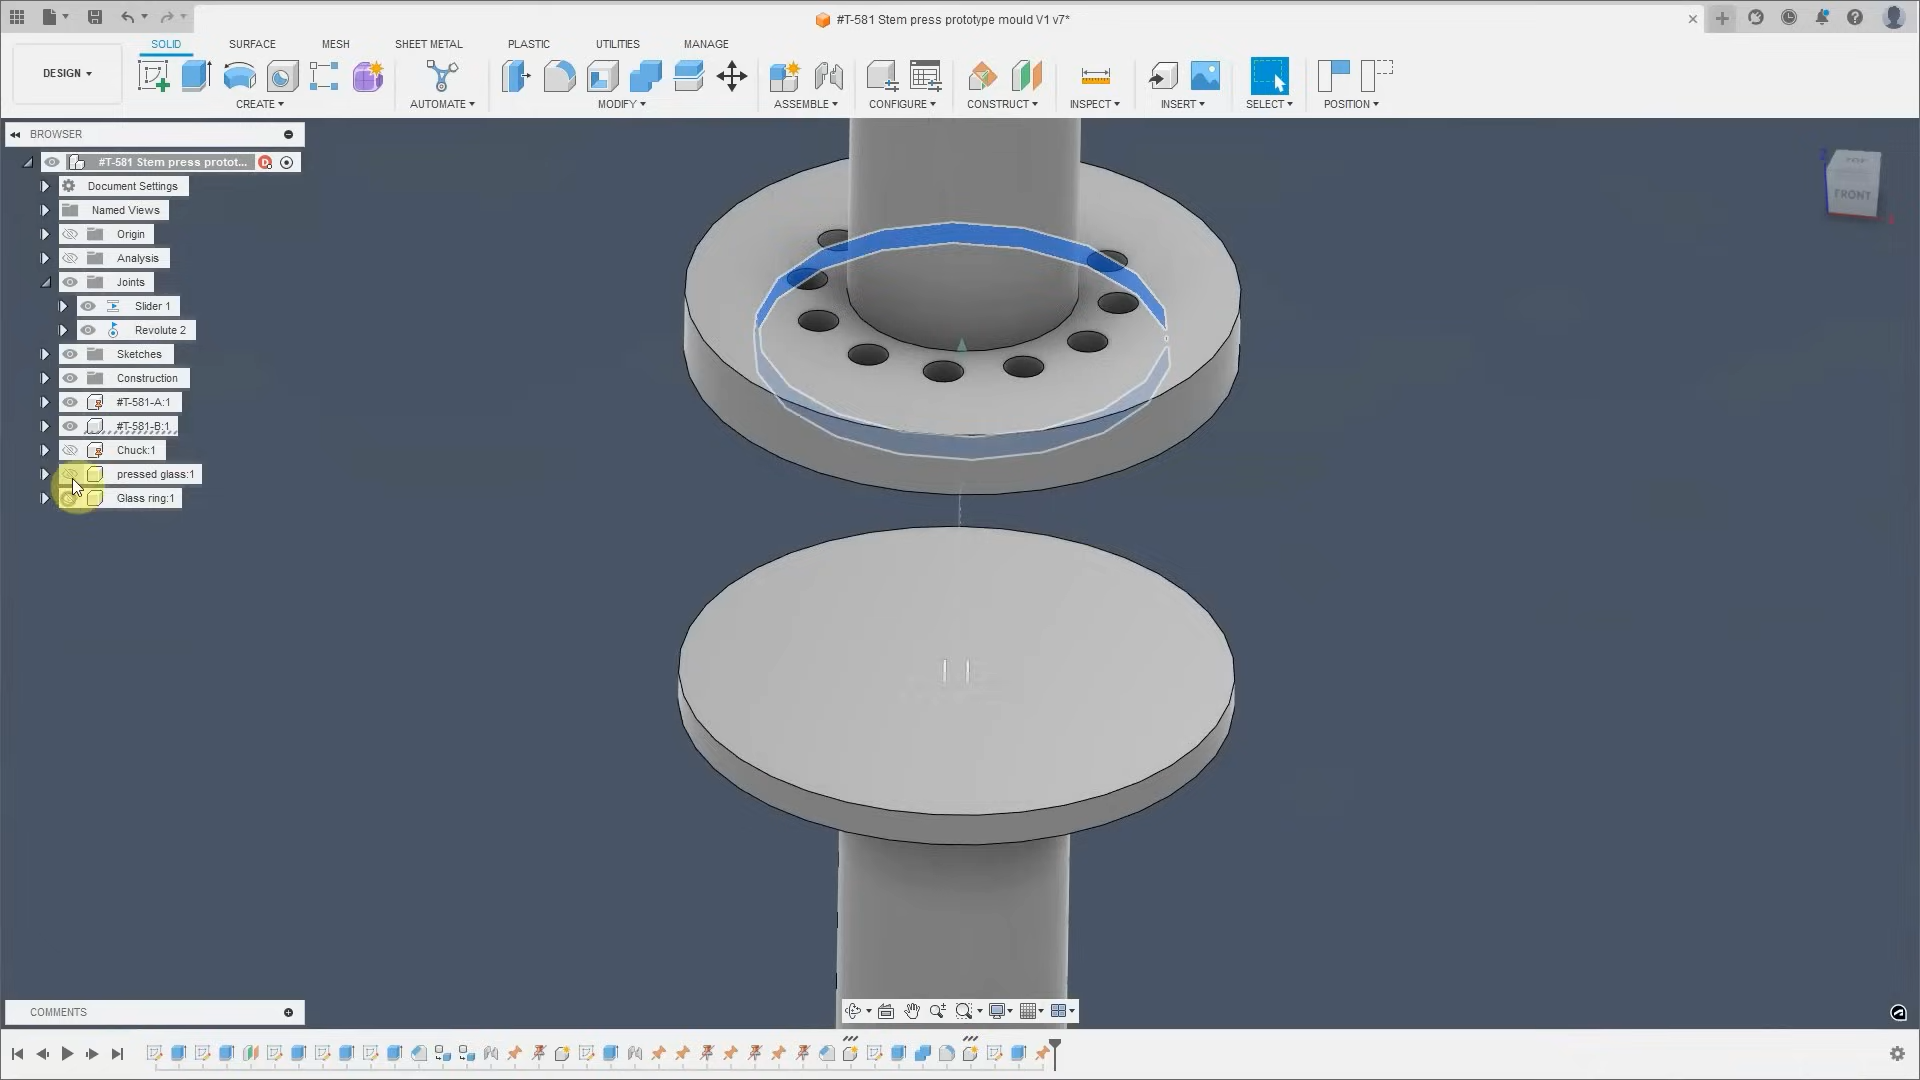 #T-581 Stem press prototype mould V1 v7*
SOLID SURFACE MESH SHEET METAL PLASTIC UTILITIES MANAGE
DESIGN
CREATE AUTOMATE MODIFY ASSEMBLE CONFIGURE CONSTRUCT INSPECT INSERT SELECT POSITION
BROWSER
#T-581 Stem press protot...
Document Settings
Named Views
Origin
Analysis
Joints
Slider 1
Revolute 2
Sketches
Construction
#T-581-A:1
#T-581-B:1
Chuck:1
pressed glass:1
Glass ring:1
Z
TOP
FRONT
X
COMMENTS